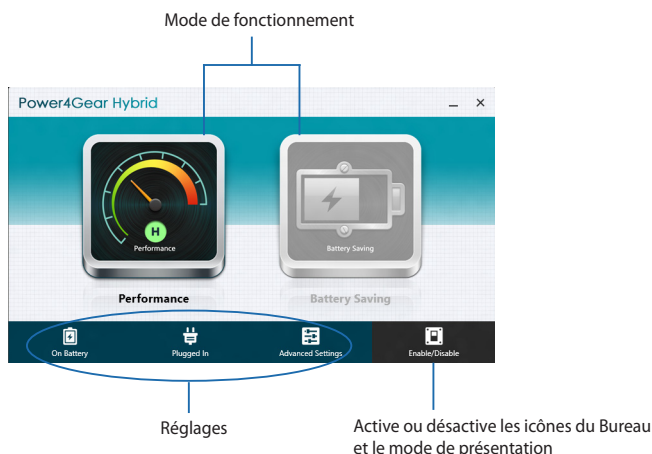 Mode de fonctionnement
Power4Gear Hybrid
H
Performance
Battery Saving
Performance
Battery Saving
On Battery
Plugged In
Advanced Settings
Enable/Disable
Réglages
Active ou désactive les icônes du Bureau
et le mode de présentation